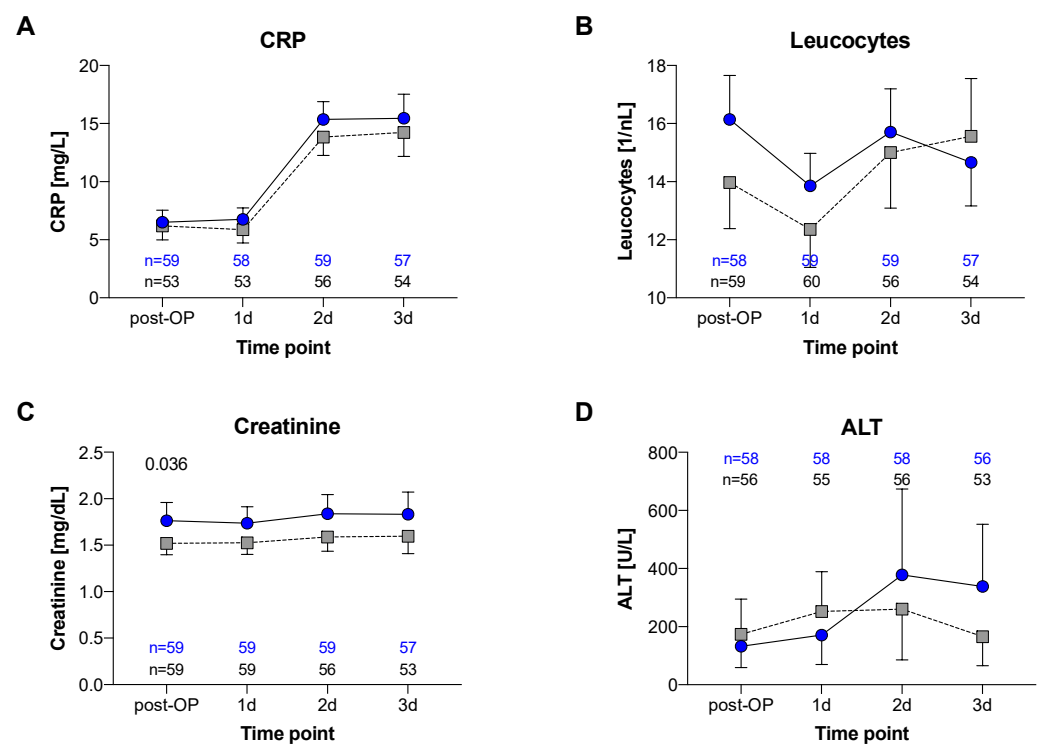 A
CRP
CRP [mg/L]
20
15
10
5
0
n=59 58 59 57
n=53 53 56 54
post-OP 1d 2d 3d
Time point
B
Leucocytes
Leucocytes [1/nL]
18
16
14
12
10
n=58 59 59 57
n=59 60 56 54
post-OP 1d 2d 3d
Time point
C
Creatinine
Creatinine [mg/dL]
2.5
2.0
1.5
1.0
0.5
0.0
0.036
n=59 59 59 57
n=59 59 56 53
post-OP 1d 2d 3d
Time point
D
ALT
ALT [U/L]
800
600
400
200
0
n=58 58 58 56
n=56 55 56 53
post-OP 1d 2d 3d
Time point